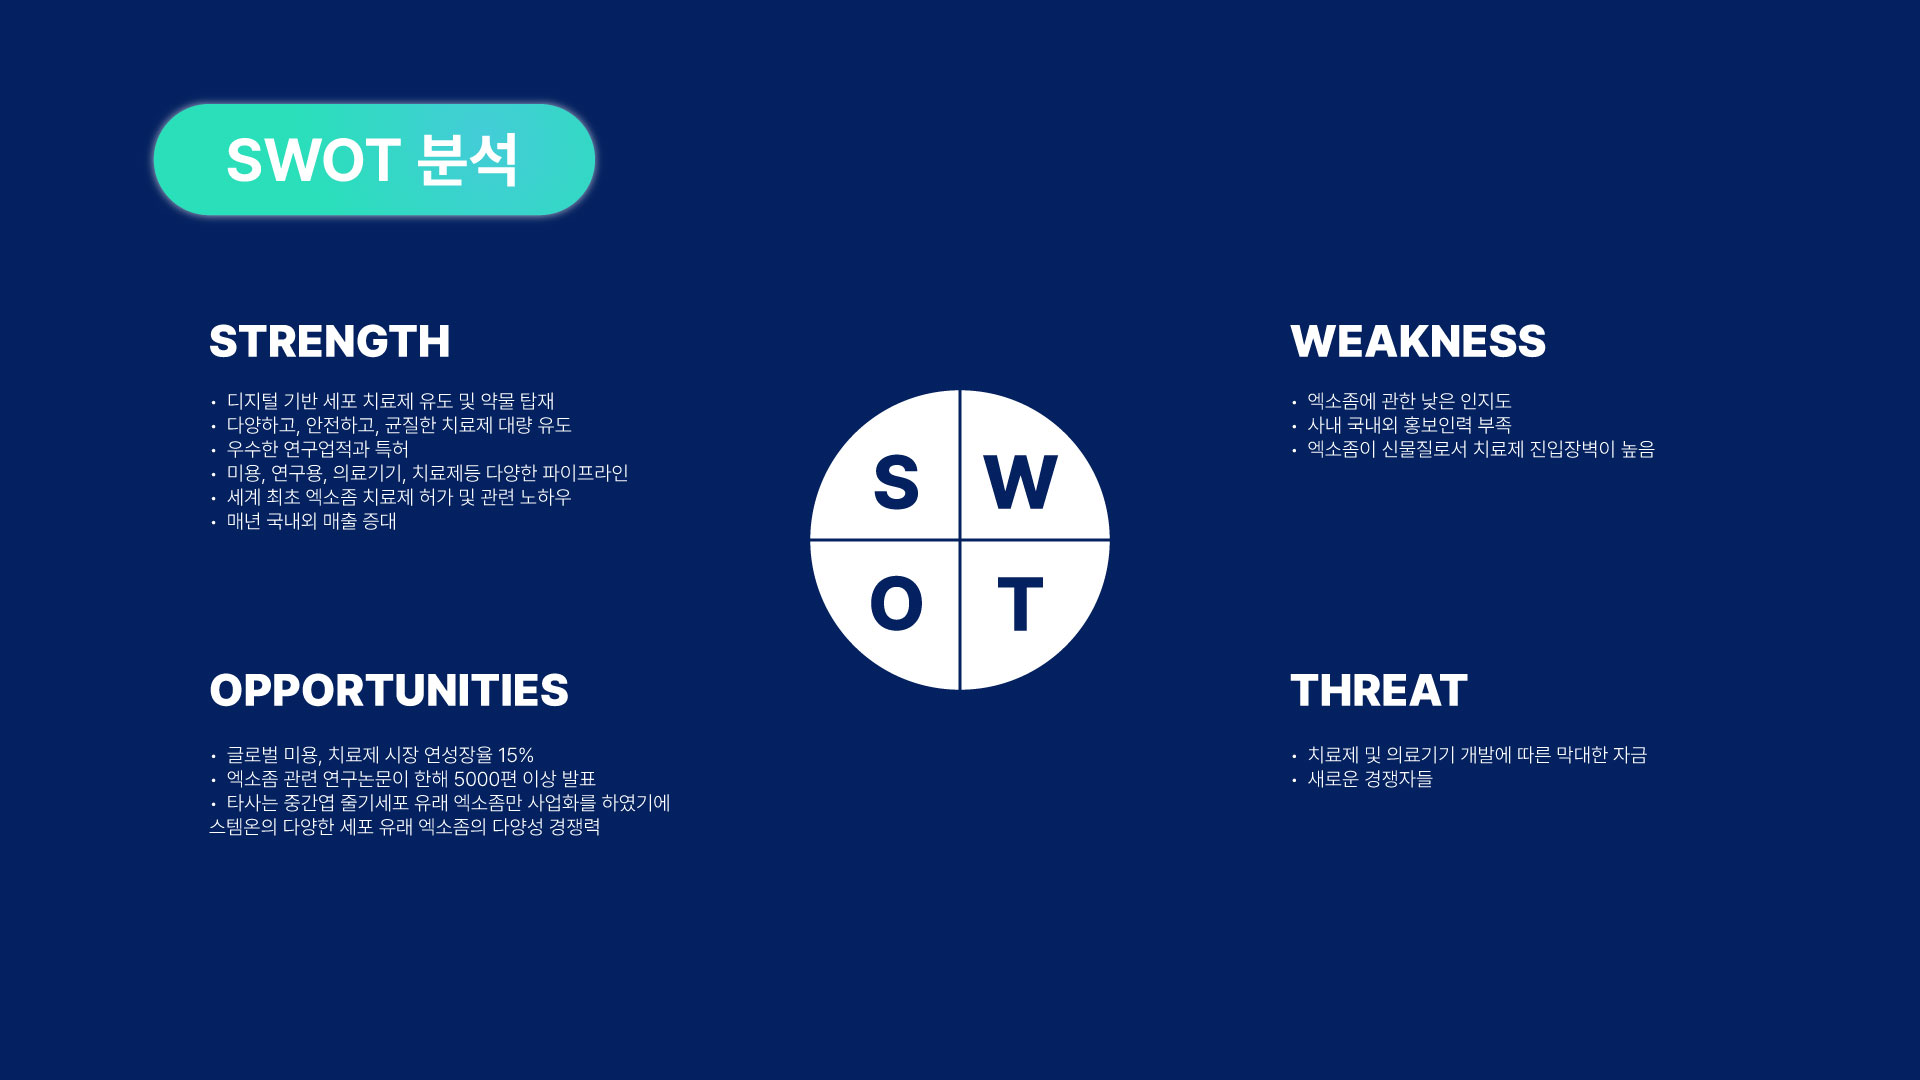 SWOT 분석
STRENGTH
• 디지털 기반 세포 치료제 유도 및 약물 탑재
• 다양하고, 안전하고, 균질한 치료제 대량 유도
• 우수한 연구업적과 특허
• 미용, 연구용, 의료기기, 치료제등 다양한 파이프라인
• 세계 최초 엑소좀 치료제 허가 및 관련 노하우
• 매년 국내외 매출 증대
WEAKNESS
• 엑소좀에 관한 낮은 인지도
• 사내 국내외 홍보인력 부족
• 엑소좀이 신물질로서 치료제 진입장벽이 높음
S W
O T
OPPORTUNITIES
• 글로벌 미용, 치료제 시장 연성장율 15%
• 엑소좀 관련 연구논문이 한해 5000편 이상 발표
• 타사는 중간엽 줄기세포 유래 엑소좀만 사업화를 하였기에
스템온의 다양한 세포 유래 엑소좀의 다양성 경쟁력
THREAT
• 치료제 및 의료기기 개발에 따른 막대한 자금
• 새로운 경쟁자들